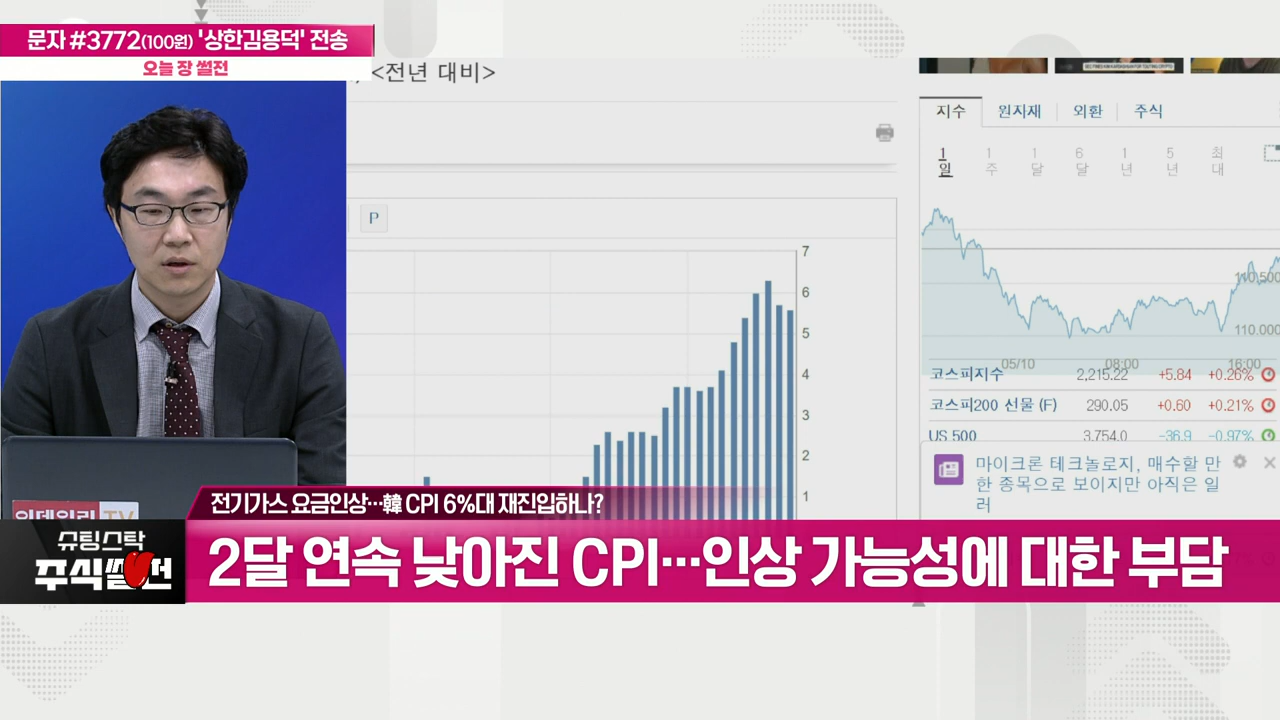 문자 #3772(100원) '상한김용덕' 전송
오늘 장 썰전
<전년 대비>
P
7
6
5
4
3
2
1
지수 원자재 외환 주식
1일 1주 1달 6달 1년 5년 최대
110,500
110,000
05/10 08:00 16:00
코스피지수 2,215.22 +5.84 +0.26%
코스피200 선물 (F) 290.05 +0.60 +0.21%
US 500 3,754.0 -36.9 -0.97%
마이크론 테크놀로지, 매수할 만
한 종목으로 보이지만 아직은 일
러
이데일리 TV
전기가스 요금인상…韓 CPI 6%대 재진입하나?
슈팅스탁
주식썰전
2달 연속 낮아진 CPI…인상 가능성에 대한 부담